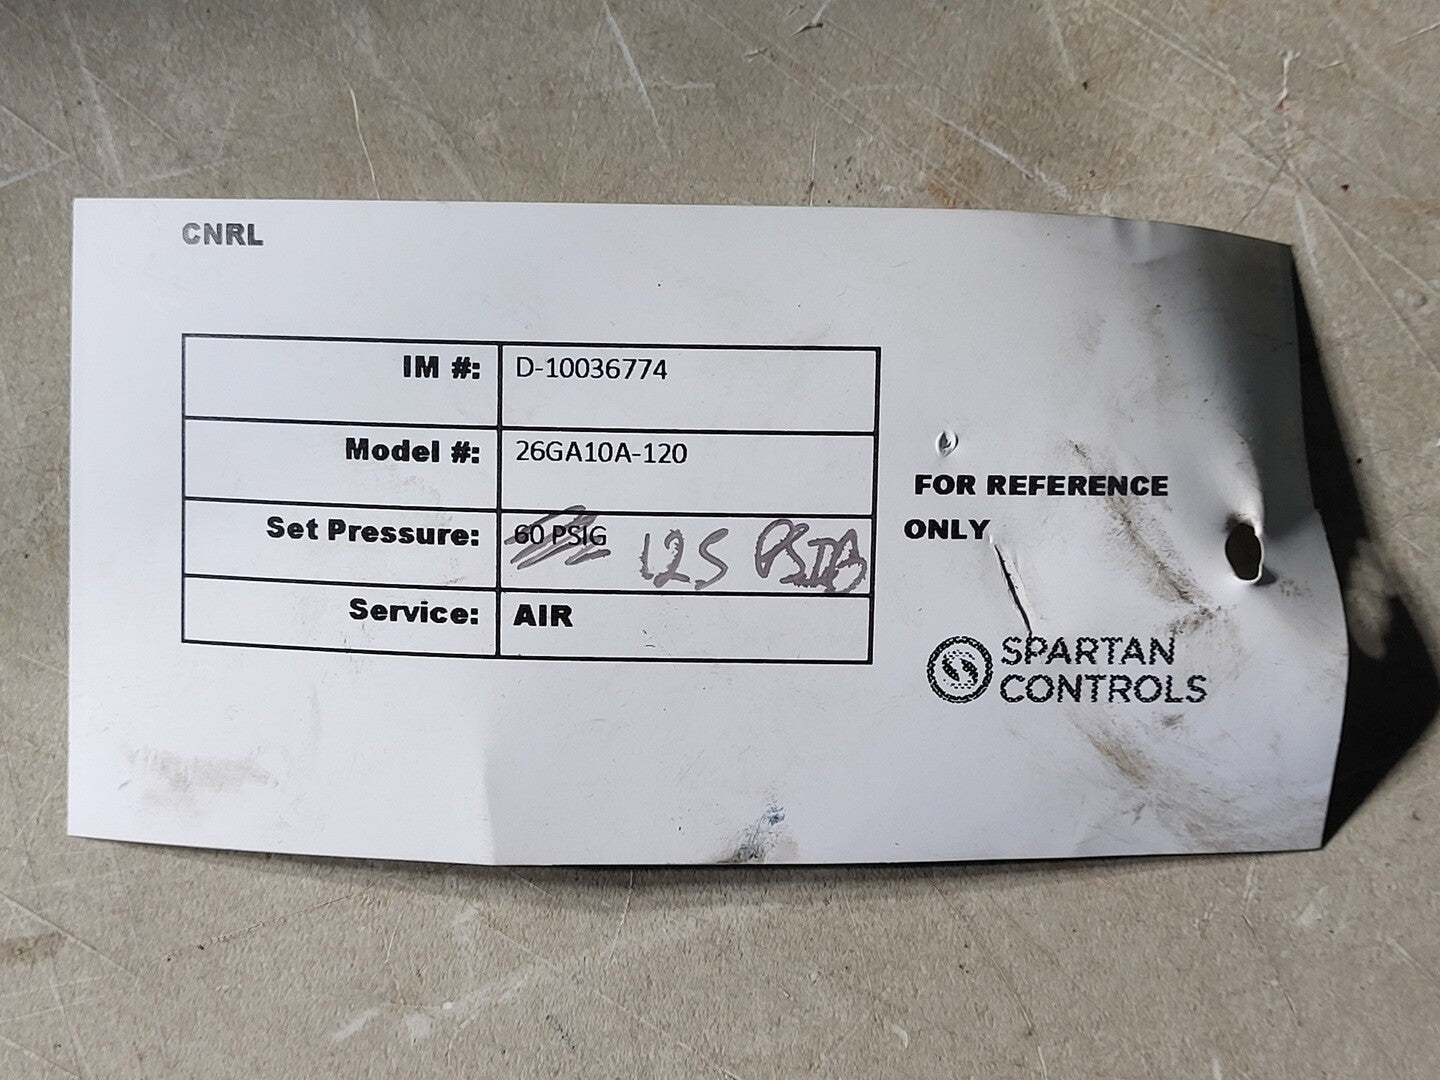 CNRL
IM #: D-10036774
Model #: 26GA10A-120
Set Pressure: 60 PSIG 125 PSIG
Service: AIR
FOR REFERENCE
ONLY
SPARTAN
CONTROLS